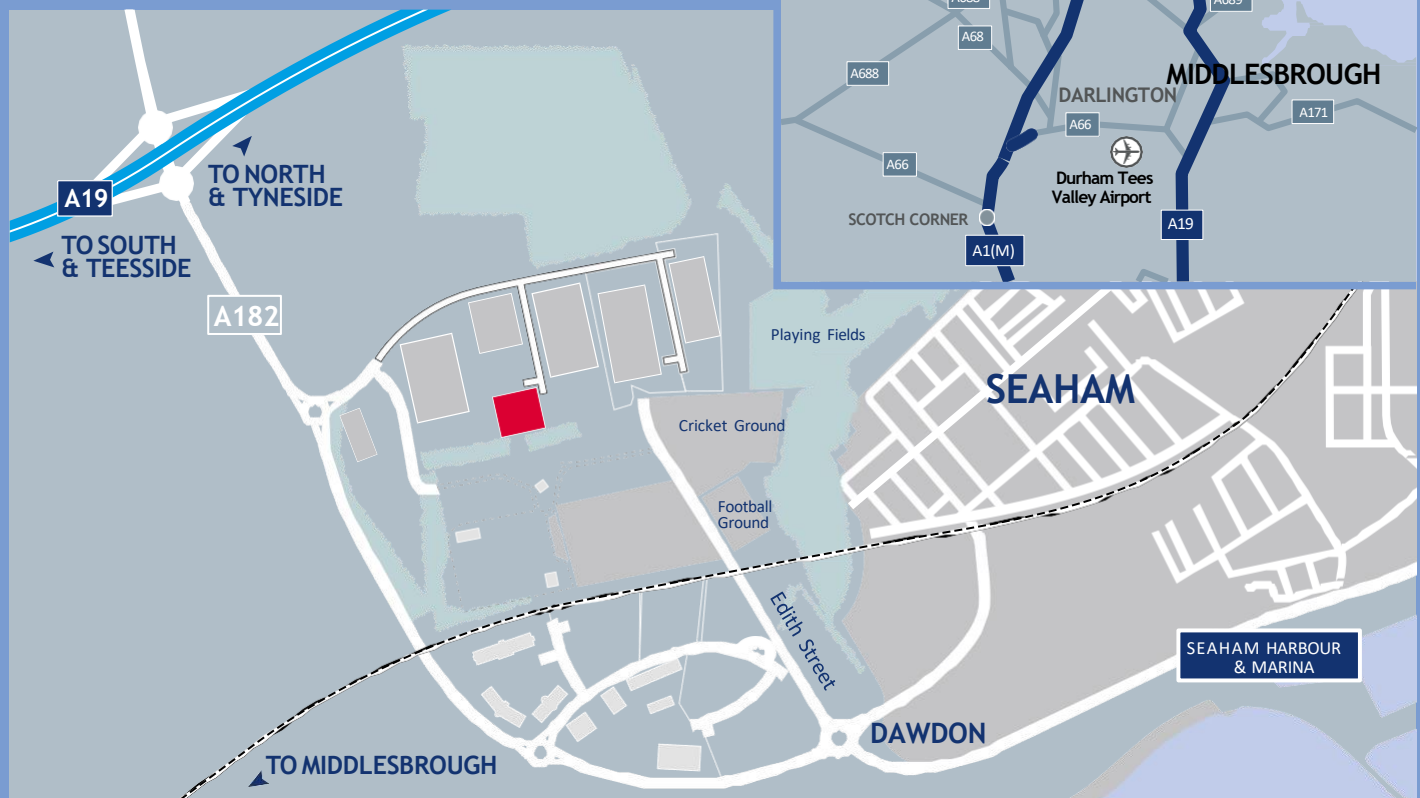 A688
A689
A68
A688
MIDDLESBROUGH
DARLINGTON
A171
A66
A66
Durham Tees
Valley Airport
SCOTCH CORNER
A19
A1(M)
TO NORTH
& TYNESIDE
A19
TO SOUTH
& TEESSIDE
A182
Playing Fields
SEAHAM
Cricket Ground
Football
Ground
Edith Street
SEAHAM HARBOUR
& MARINA
DAWDON
TO MIDDLESBROUGH